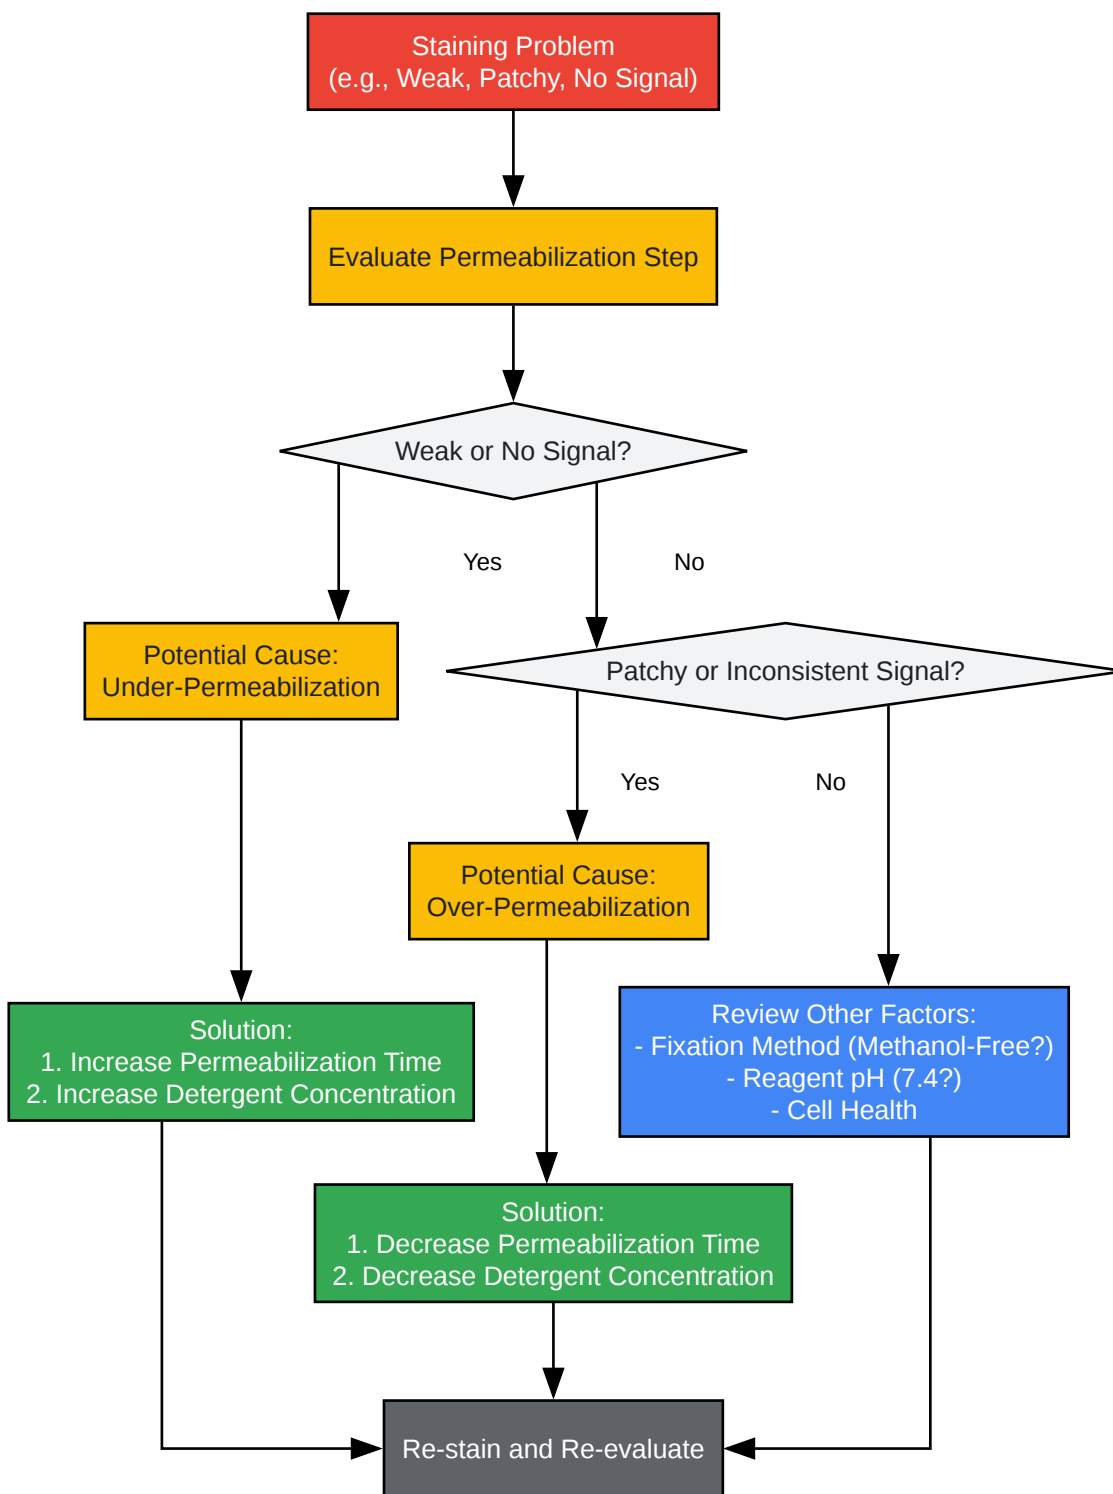 Staining Problem
(e.g., Weak, Patchy, No Signal)
Evaluate Permeabilization Step
Weak or No Signal?
Yes
No
Potential Cause:
Under-Permeabilization
Patchy or Inconsistent Signal?
Yes
No
Potential Cause:
Over-Permeabilization
Solution:
1. Increase Permeabilization Time
2. Increase Detergent Concentration
Review Other Factors:
- Fixation Method (Methanol-Free?)
- Reagent pH (7.4?)
- Cell Health
Solution:
1. Decrease Permeabilization Time
2. Decrease Detergent Concentration
Re-stain and Re-evaluate